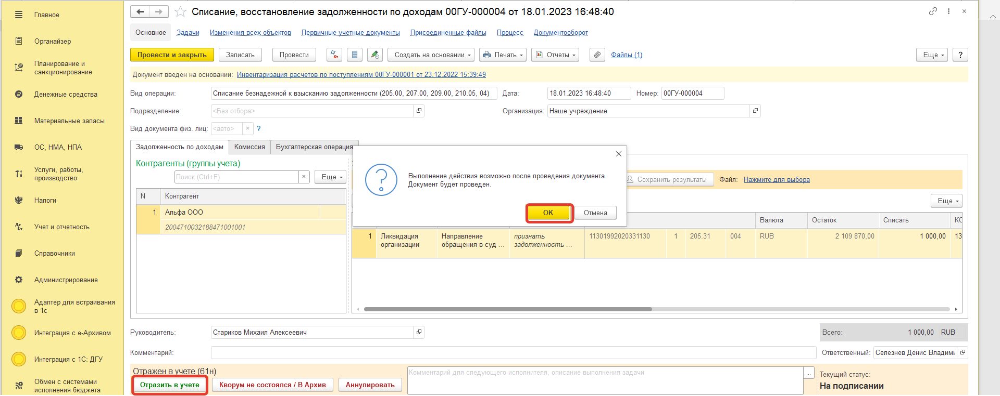 Главное
Органайзер
Планирование и
санкционирование
Денежные средства
Материальные запасы
ОС, НМА, НПА
Услуги, работы,
производство
Налоги
Учет и отчетность
Справочники
Администрирование
Адаптер для встраивания
в 1с
Интеграция с е-Архивом
Интеграция с 1С: ДГУ
Обмен с системами
исполнения бюджета
Списание, восстановление задолженности по доходам 00ГУ-000004 от 18.01.2023 16:48:40
Основное Задачи Изменения всех объектов Первичные учетные документы Присоединенные файлы Процесс Документооборот
Провести и закрыть Записать Провести Дт Кт Создать на основании Печать Отчеты Файлы (1) Еще ?
Документ введен на основании: Инвентаризация расчетов по поступлениям 00ГУ-000001 от 23.12.2022 15:39:49
Вид операции: Списание безнадежной к взысканию задолженности (205.00, 207.00, 209.00, 210.05, 04) Дата: 18.01.2023 16:48:40 Номер: 00ГУ-000004
Подразделение: <Без отбора> Организация: Наше учреждение
Вид документа физ. лиц: <авто> × ?
Задолженность по доходам Комиссия Бухгалтерская операция
Контрагенты (группы учета)
Поиск (Ctrl+F) × Еще
N Контрагент
1 Альфа ООО
2004710032188471001001
Выполнение действия возможно после проведения документа.
Документ будет проведен.
OK Отмена
Сохранить результаты Файл: Нажмите для выбора
Еще
Валюта Остаток Списать КС
1 Ликвидация
организации Направление
обращения в суд ... признать
задолженность ... 11301992020331130 1 205.31 004 RUB 2 109 870,00 1 000,00 13
Руководитель: Стариков Михаил Алексеевич
Всего: 1 000,00 RUB
Комментарий:
Ответственный: Селезнев Денис Владими
Отражен в учете (61н)
Отразить в учете Кворум не состоялся / В Архив Аннулировать
Комментарий для следующего исполнителя, описание выполнения задачи ...
Текущий статус:
На подписании